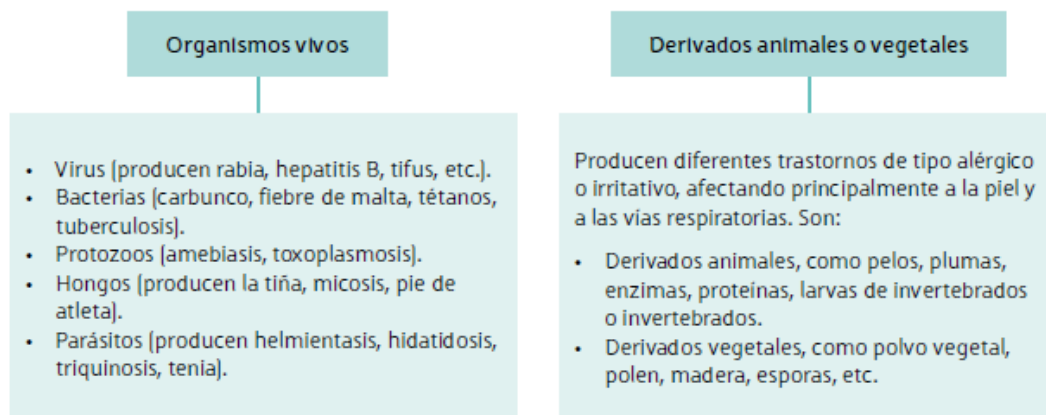 Organismos vivos
• Virus (producen rabia, hepatitis B, tifus, etc.).
• Bacterias (carbunco, fiebre de malta, tétanos,
tuberculosis).
• Protozoos (amebiasis, toxoplasmosis).
• Hongos (producen la tiña, micosis, pie de
atleta).
• Parásitos (producen helmientasis, hidatidosis,
triquinosis, tenia).
Derivados animales o vegetales
Producen diferentes trastornos de tipo alérgico
o irritativo, afectando principalmente a la piel y
a las vías respiratorias. Son:
• Derivados animales, como pelos, plumas,
enzimas, proteínas, larvas de invertebrados
o invertebrados.
• Derivados vegetales, como polvo vegetal,
polen, madera, esporas, etc.